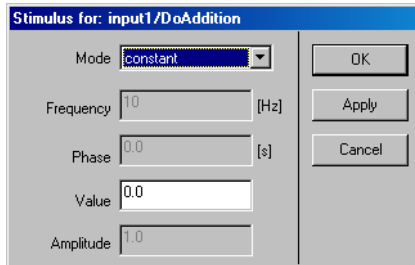 Stimulus for: input1/DoAddition
Mode constant
OK
Frequency 10 [Hz]
Apply
Phase 0.0 [s]
Cancel
Value 0.0
Amplitude 1.0